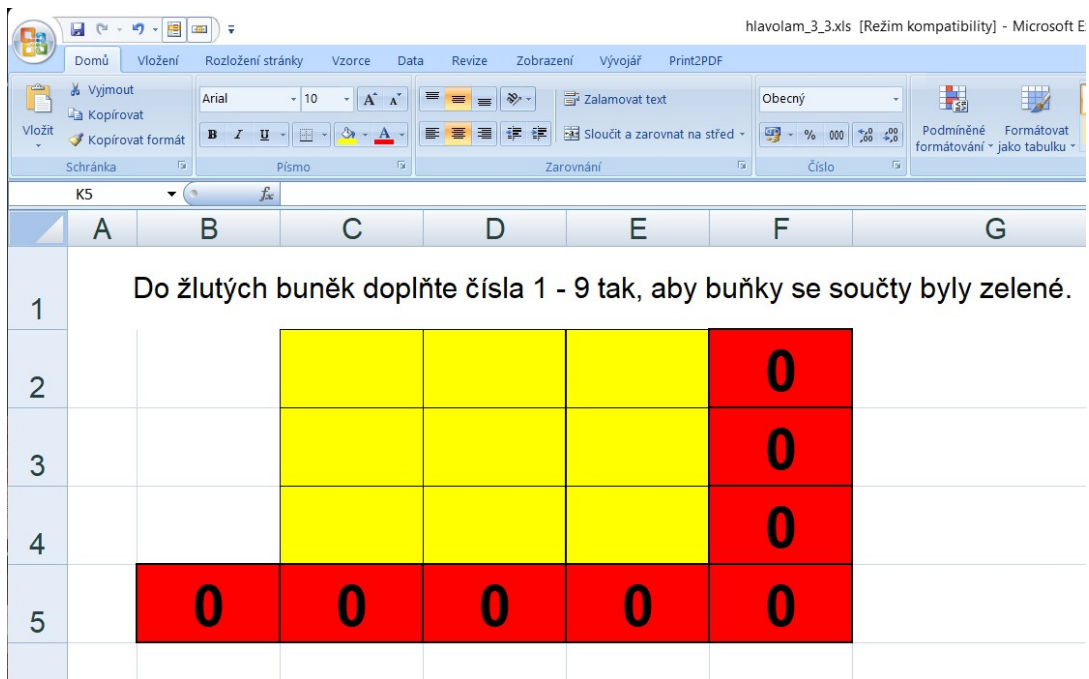 hlavolam_3_3.xls [Režim kompatibility] - Microsoft E
Domů Vložení Rozložení stránky Vzorce Data Revize Zobrazení Vývojář Print2PDF
Vložit
Vyjmout
Kopírovat
Kopírovat formát
Schránka
Arial 10
B I U
Písmo
Zalamovat text
Sloučit a zarovnat na střed
Zarovnání
Obecný
% 000
Číslo
Podmíněné formátování
Formátovat jako tabulku
K5 fx
A B C D E F G
1 Do žlutých buněk doplňte čísla 1 - 9 tak, aby buňky se součty byly zelené.
2 0
3 0
4 0
5 0 0 0 0 0